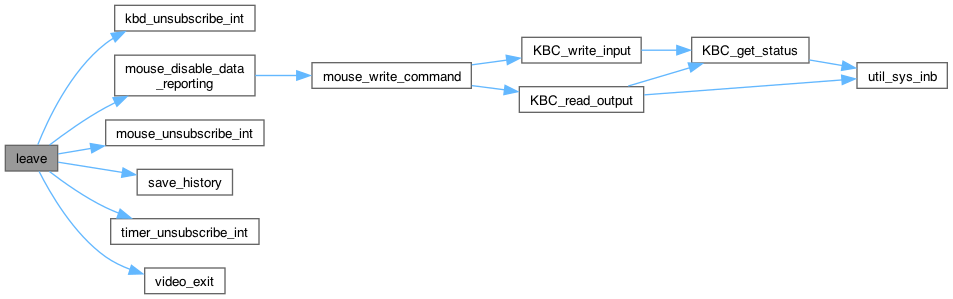 leave
kbd_unsubscribe_int
mouse_disable_data
_reporting
mouse_unsubscribe_int
save_history
timer_unsubscribe_int
video_exit
mouse_write_command
KBC_write_input
KBC_read_output
KBC_get_status
util_sys_inb